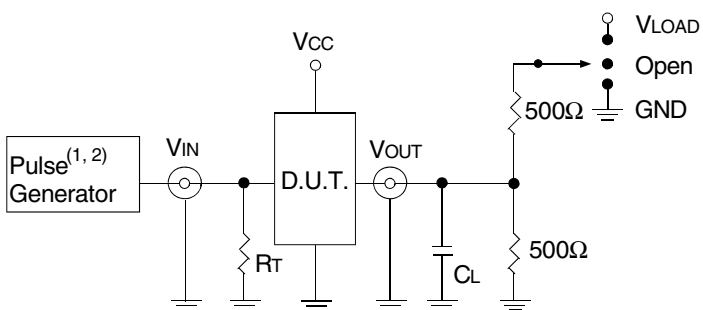 VLOAD
VCC
Open
500Ω
GND
Pulse(1, 2)
Generator
VIN
D.U.T.
VOUT
RT
CL
500Ω